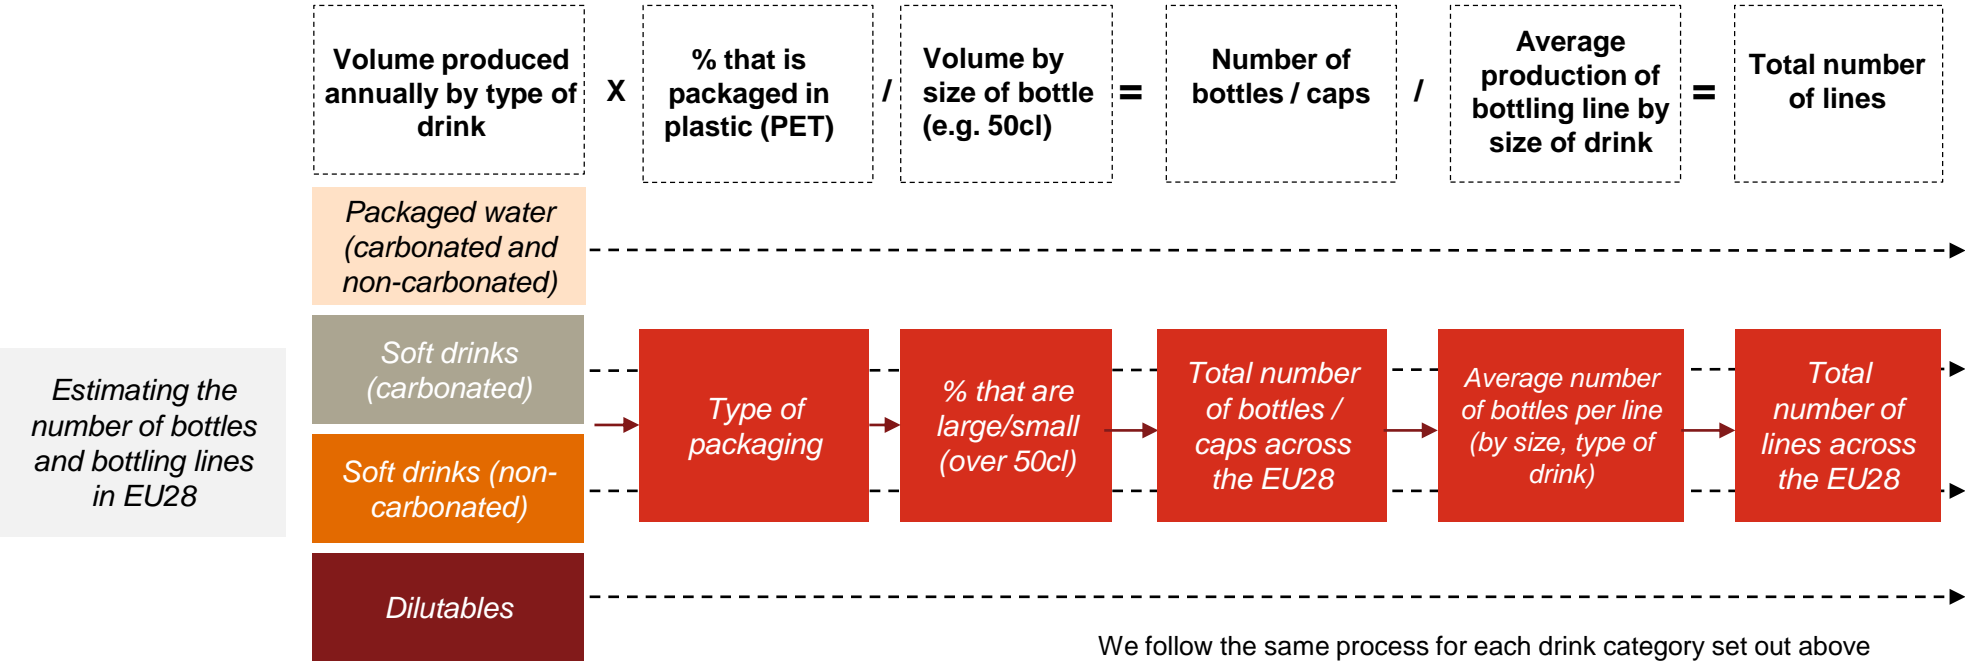 Volume produced
annually by type of
drink
X
% that is
packaged in
plastic (PET)
/
Volume by
size of bottle
(e.g. 50cl)
=
Number of
bottles / caps
/
Average
production of
bottling line by
size of drink
=
Total number
of lines
Packaged water
(carbonated and
non-carbonated)
Estimating the
number of bottles
and bottling lines
in EU28
Soft drinks
(carbonated)
Soft drinks (non-
carbonated)
Dilutables
Type of
packaging
% that are
large/small
(over 50cl)
Total number
of bottles /
caps across
the EU28
Average number
of bottles per line
(by size, type of
drink)
Total
number of
lines across
the EU28
We follow the same process for each drink category set out above